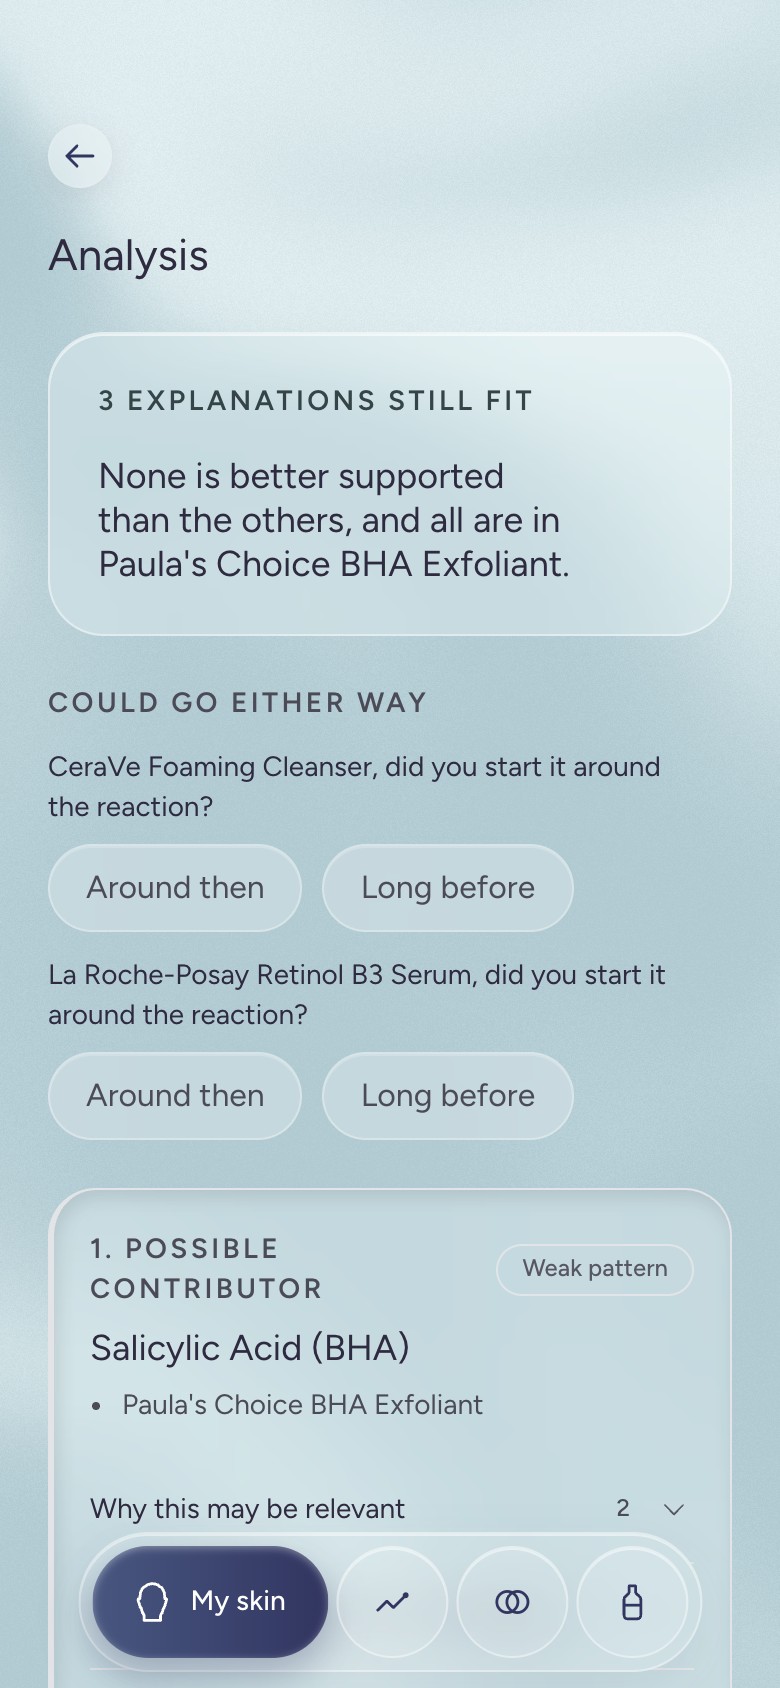 Analysis
3 EXPLANATIONS STILL FIT
None is better supported
than the others, and all are in
Paula's Choice BHA Exfoliant.
COULD GO EITHER WAY
CeraVe Foaming Cleanser, did you start it around
the reaction?
Around then
Long before
La Roche-Posay Retinol B3 Serum, did you start it
around the reaction?
Around then
Long before
1. POSSIBLE
CONTRIBUTOR
Weak pattern
Salicylic Acid (BHA)
• Paula's Choice BHA Exfoliant
Why this may be relevant 2
My skin